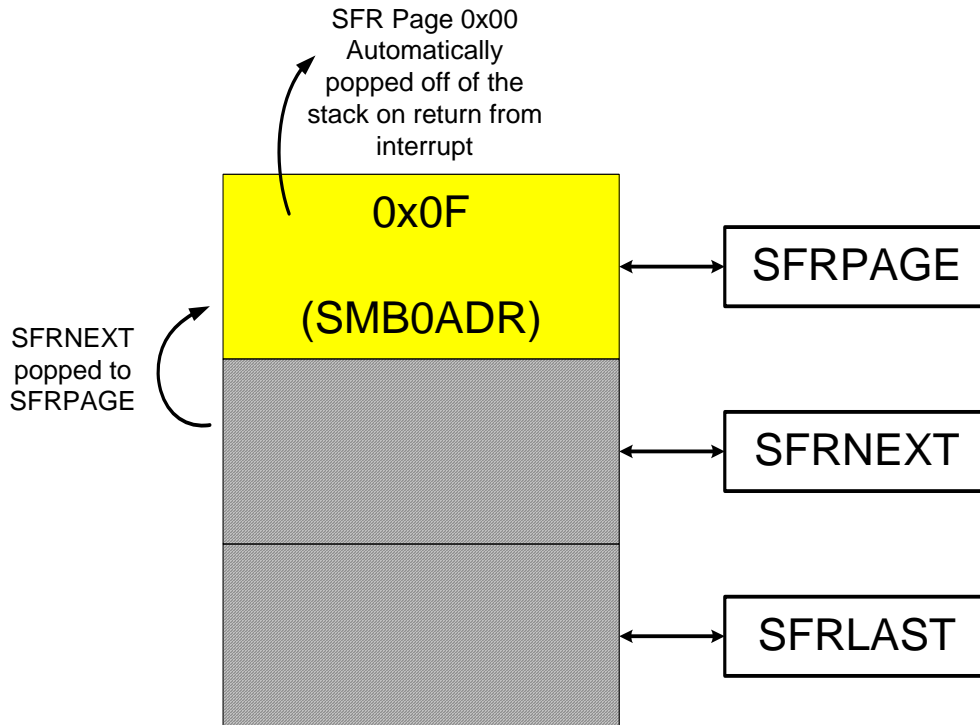 SFR Page 0x00
Automatically
popped off of the
stack on return from
interrupt
0x0F
SFRPAGE
(SMB0ADR)
SFRNEXT
popped to
SFRPAGE
SFRNEXT
SFRLAST